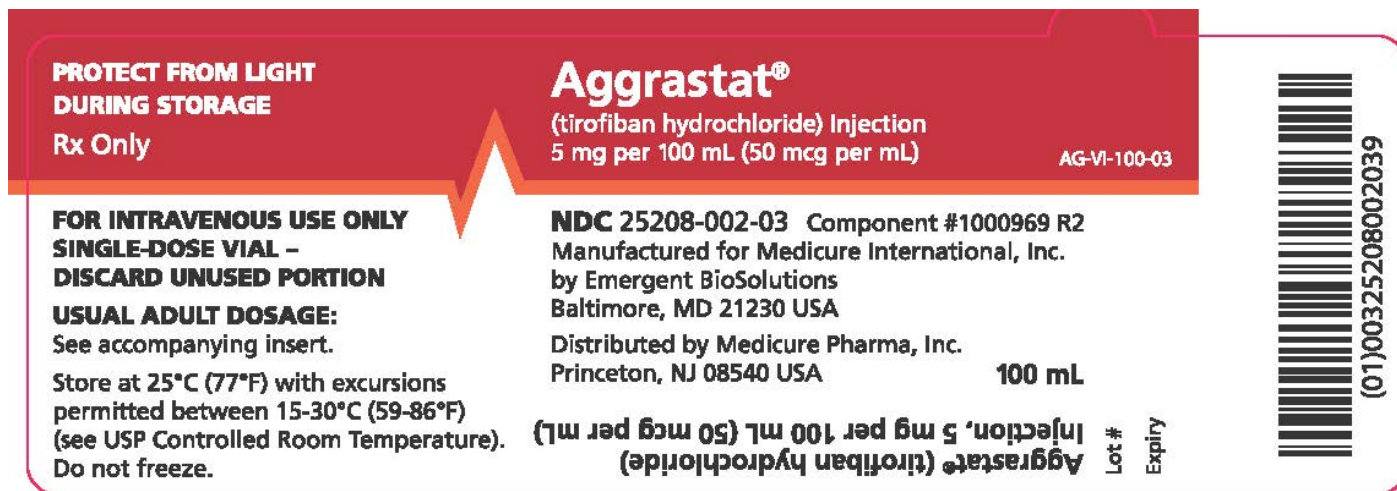 PROTECT FROM LIGHT
DURING STORAGE
Rx Only
FOR INTRAVENOUS USE ONLY
SINGLE-DOSE VIAL –
DISCARD UNUSED PORTION
USUAL ADULT DOSAGE:
See accompanying insert.
Store at 25°C (77°F) with excursions
permitted between 15-30°C (59-86°F)
(see USP Controlled Room Temperature).
Do not freeze.
Aggrastat®
(tirofiban hydrochloride) Injection
5 mg per 100 mL (50 mcg per mL)
AG-VI-100-03
NDC 25208-002-03 Component #1000969 R2
Manufactured for Medicure International, Inc.
by Emergent BioSolutions
Baltimore, MD 21230 USA
Distributed by Medicure Pharma, Inc.
Princeton, NJ 08540 USA
100 mL
Aggrastat® (tirofiban hydrochloride)
Injection, 5 mg per 100 mL (50 mcg per mL)
Lot #
Expiry
(01)00325208002039